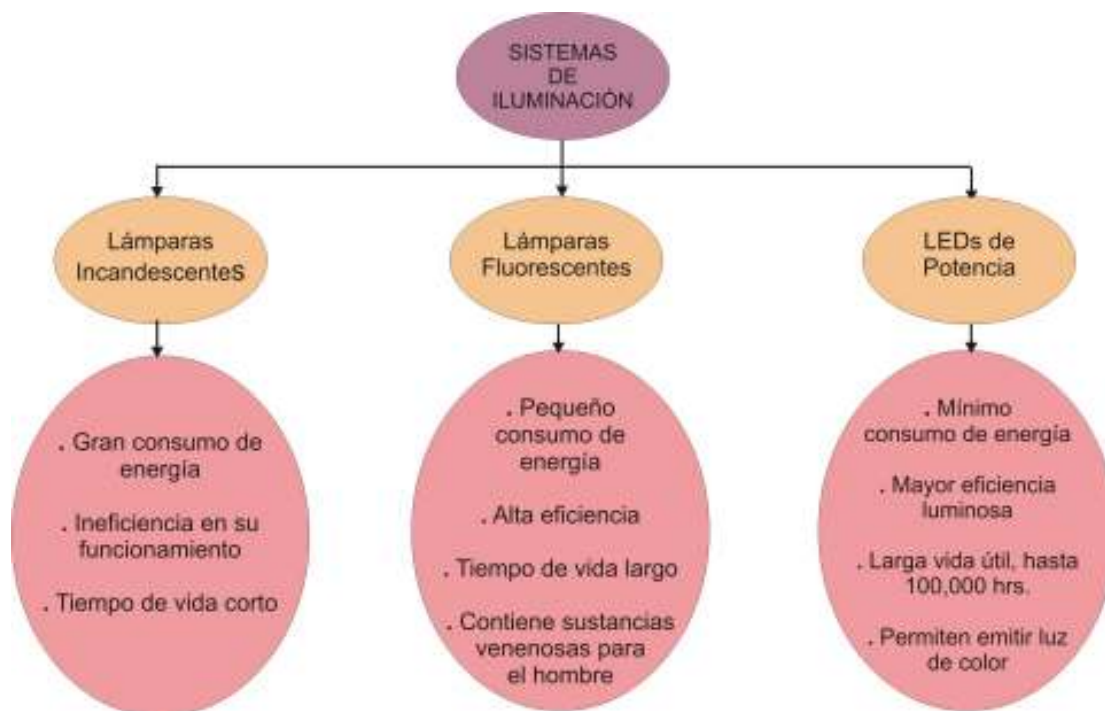 SISTEMAS
DE
ILUMINACIÓN
Lámparas
Incandescentes
Lámparas
Fluorescentes
LEDs de
Potencia
. Gran consumo de
energía
. Ineficiencia en su
funcionamiento
. Tiempo de vida corto
. Pequeño
consumo de
energía
. Alta eficiencia
. Tiempo de vida largo
. Contiene sustancias
venenosas para
el hombre
. Mínimo
consumo de energía
. Mayor eficiencia
luminosa
. Larga vida útil, hasta
100,000 hrs.
. Permiten emitir luz
de color